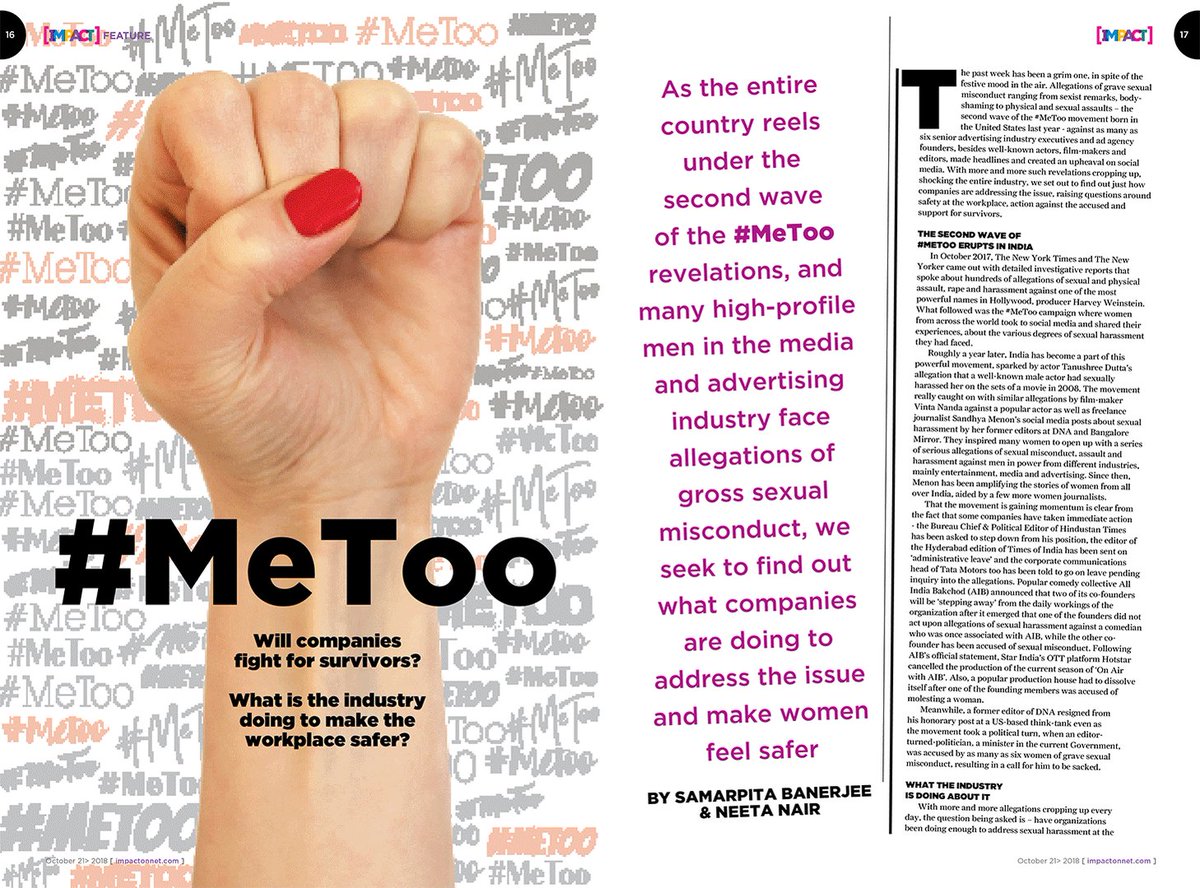 16
[IMPACT] FEATURE
#MeToo
#MeToo
Will companies
fight for survivors?
What is the industry
doing to make the
workplace safer?
October 21> 2018 [ impactonnet.com ]
[IMPACT]
17
As the entire
country reels
under the
second wave
of the #MeToo
revelations, and
many high-profile
men in the media
and advertising
industry face
allegations of
gross sexual
misconduct, we
seek to find out
what companies
are doing to
address the issue
and make women
feel safer
BY SAMARPITA BANERJEE
& NEETA NAIR
The past week has been a grim one, in spite of the
festive mood in the air. Allegations of grave sexual
misconduct ranging from sexist remarks, body-
shaming to physical and sexual assaults – the
second wave of the #MeToo movement born in
the United States last year - against as many as
six senior advertising industry executives and ad agency
founders, besides well-known actors, film-makers and
editors, made headlines and created an upheaval on social
media. With more and more such revelations cropping up,
shocking the entire industry, we set out to find out just how
companies are addressing the issue, raising questions around
safety at the workplace, action against the accused and
support for survivors.
THE SECOND WAVE OF
#METOO ERUPTS IN INDIA
In October 2017, The New York Times and The New
Yorker came out with detailed investigative reports that
spoke about hundreds of allegations of sexual and physical
assault, rape and harassment against one of the most
powerful names in Hollywood, producer Harvey Weinstein.
What followed was the #MeToo campaign where women
from across the world took to social media and shared their
experiences, about the various degrees of sexual harassment
they had faced.
Roughly a year later, India has become a part of this
powerful movement, sparked by actor Tanushree Dutta's
allegation that a well-known male actor had sexually
harassed her on the sets of a movie in 2008. The movement
really caught on with similar allegations by film-maker
Vinta Nanda against a popular actor as well as freelance
journalist Sandhya Menon's social media posts about sexual
harassment by her former editors at DNA and Bangalore
Mirror. They inspired many women to open up with a series
of serious allegations of sexual misconduct, assault and
harassment against men in power from different industries,
mainly entertainment, media and advertising. Since then,
Menon has been amplifying the stories of women from all
over India, aided by a few more women journalists.
That the movement is gaining momentum is clear from
the fact that some companies have taken immediate action
- the Bureau Chief & Political Editor of Hindustan Times
has been asked to step down from his position, the editor of
the Hyderabad edition of Times of India has been sent on
'administrative leave' and the corporate communications
head of Tata Motors too has been told to go on leave pending
inquiry into the allegations. Popular comedy collective All
India Bakchod (AIB) announced that two of its co-founders
will be 'stepping away' from the daily workings of the
organization after it emerged that one of the founders did not
act upon allegations of sexual harassment against a comedian
who was once associated with AIB, while the other co-
founder has been accused of sexual misconduct. Following
AIB's official statement, Star India's OTT platform Hotstar
cancelled the production of the current season of 'On Air
with AIB'. Also, a popular production house had to dissolve
itself after one of the founding members was accused of
molesting a woman.
Meanwhile, a former editor of DNA resigned from
his honorary post at a US-based think-tank even as
the movement took a political turn, when an editor-
turned-politician, a minister in the current Government,
was accused by as many as six women of grave sexual
misconduct, resulting in a call for him to be sacked.
WHAT THE INDUSTRY
IS DOING ABOUT IT
With more and more allegations cropping up every
day, the question being asked is – have organizations
been doing enough to address sexual harassment at the
October 21> 2018 [ impactonnet.com ]